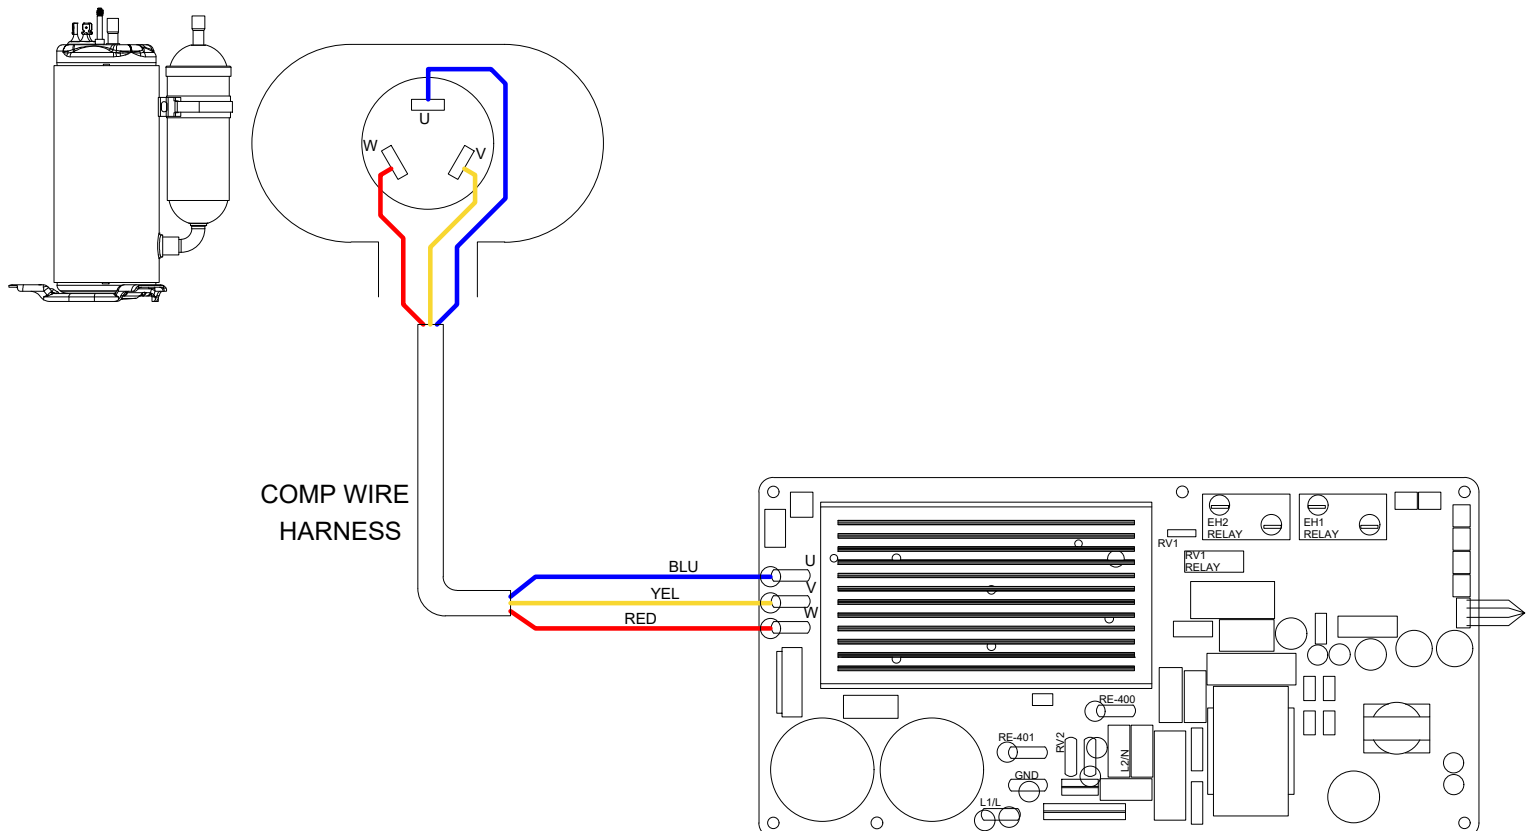 U
W
V
COMP WIRE
HARNESS
BLU
YEL
RED
U
V
W
EH2
RELAY
EH1
RELAY
RV1
RV1
RELAY
RE-400
RE-401
RV2
L2/N
GND
L1/L